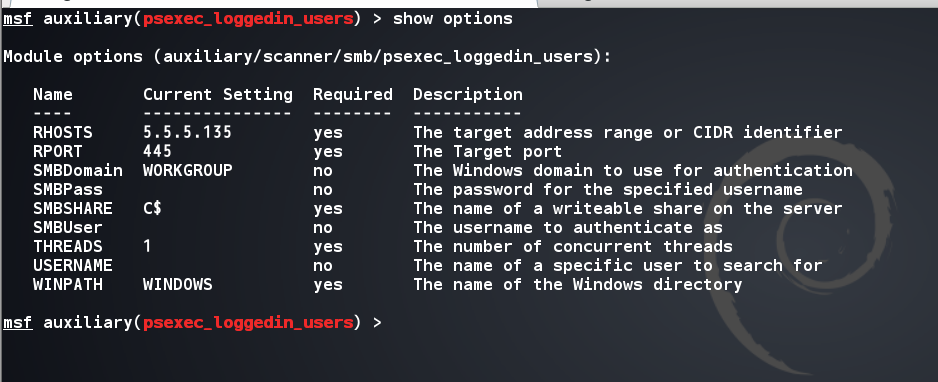 msf auxiliary(psexec_loggedin_users) > show options
Module options (auxiliary/scanner/smb/psexec_loggedin_users):
Name Current Setting Required Description
---- --------------- -------- -----------
RHOSTS 5.5.5.135 yes The target address range or CIDR identifier
RPORT 445 yes The Target port
SMBDomain WORKGROUP no The Windows domain to use for authentication
SMBPass no The password for the specified username
SMBSHARE C$ yes The name of a writeable share on the server
SMBUser no The username to authenticate as
THREADS 1 yes The number of concurrent threads
USERNAME no The name of a specific user to search for
WINPATH WINDOWS yes The name of the Windows directory
msf auxiliary(psexec_loggedin_users) >